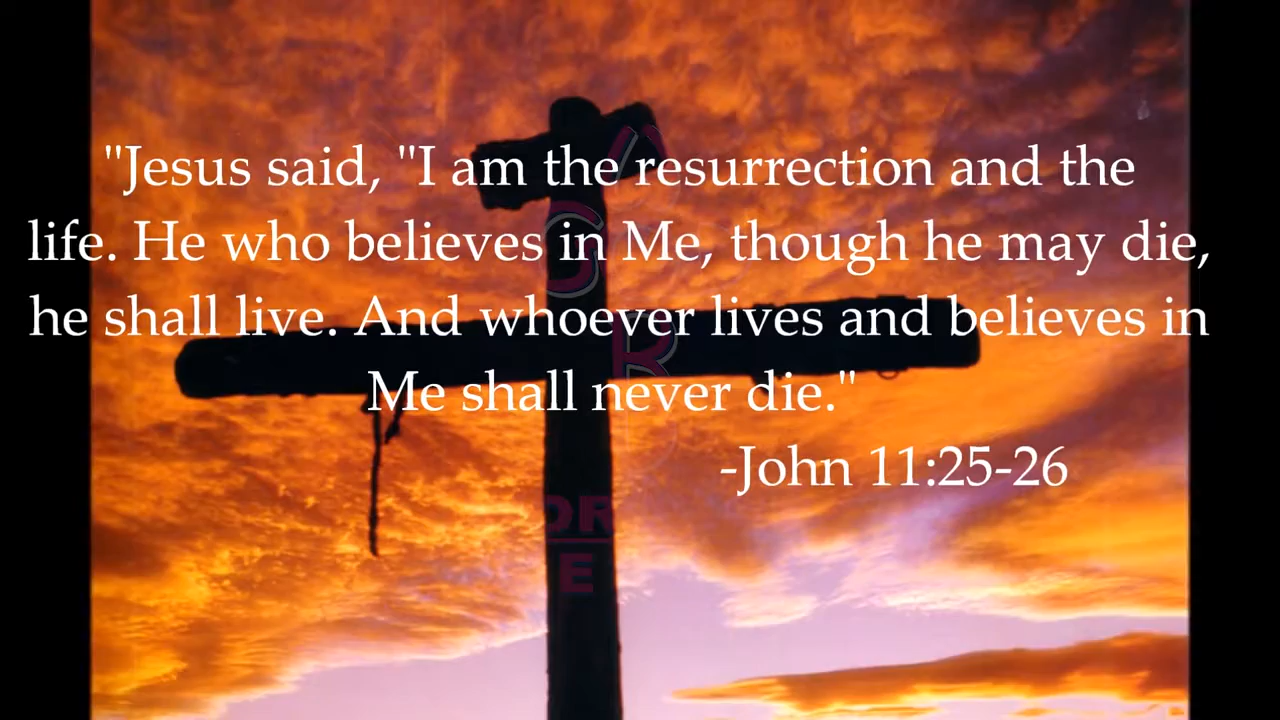 "Jesus said, "I am the resurrection and the
life. He who believes in Me, though he may die,
he shall live. And whoever lives and believes in
Me shall never die."
-John 11:25-26